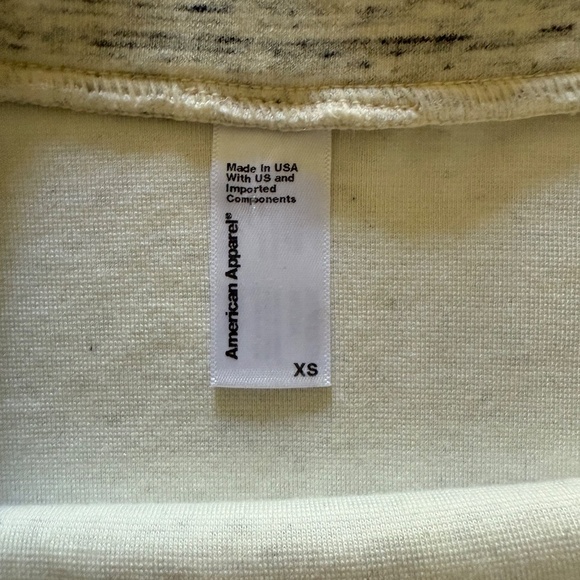 Made in USA
With US and
Imported
Components
American Apparel®
XS